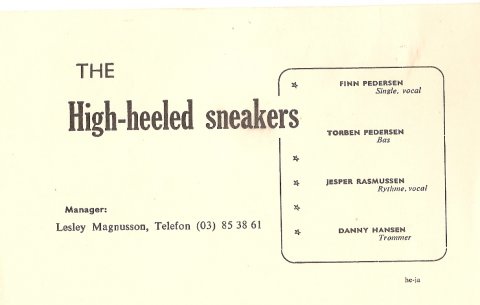 THE
High-heeled sneakers
Manager:
Lesley Magnusson, Telefon (03) 85 38 61
FINN PEDERSEN
Single, vocal
TORBEN PEDERSEN
Bas
JESPER RASMUSSEN
Rythme, vocal
DANNY HANSEN
Trommer
he-ja